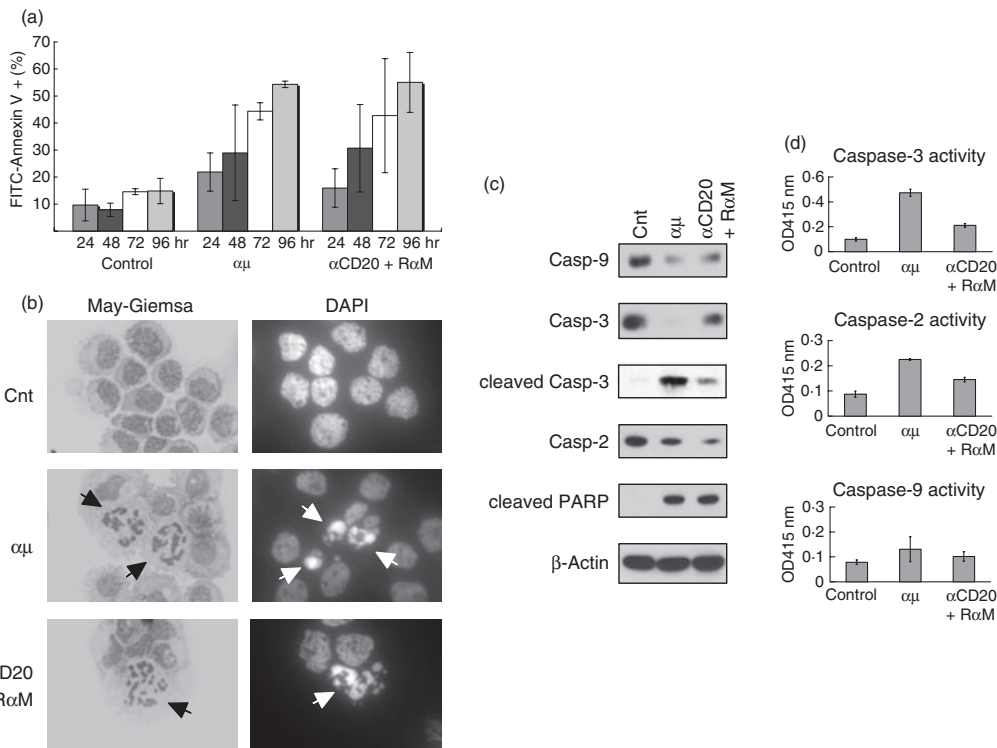 (a)
FITC-Annexin V + (%)
70
60
50
40
30
20
10
24 48 72 96 hr 24 48 72 96 hr 24 48 72 96 hr
Control αμ αCD20 + RαM
(b)
May-Giemsa DAPI
Cnt
αμ
D20
RαM
(c)
Cnt
αμ
αCD20
+ RαM
Casp-9
Casp-3
cleaved Casp-3
Casp-2
cleaved PARP
β-Actin
(d)
Caspase-3 activity
OD415 nm
0·6
0·4
0·2
0
Control αμ αCD20
+ RαM
Caspase-2 activity
OD415 nm
0·3
0·2
0·1
0
Control αμ αCD20
+ RαM
Caspase-9 activity
OD415 nm
0·3
0·2
0·1
0
Control αμ αCD20
+ RαM